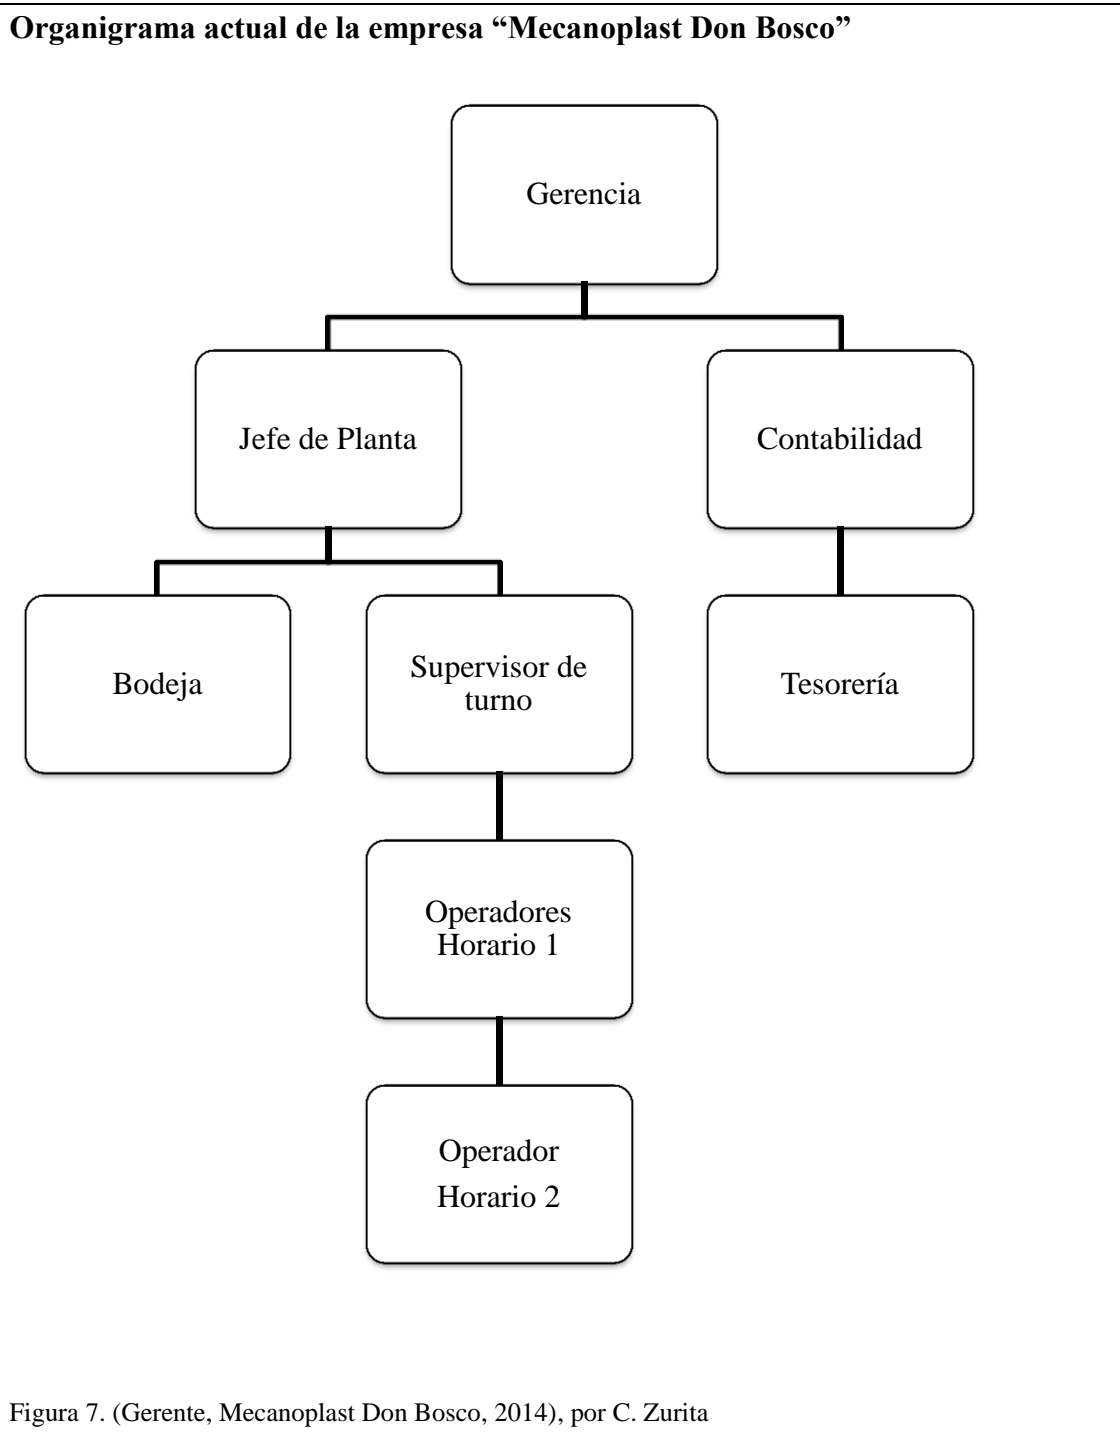 Organigrama actual de la empresa “Mecanoplast Don Bosco”
Gerencia
Jefe de Planta
Contabilidad
Bodeja
Supervisor de
turno
Tesorería
Operadores
Horario 1
Operador
Horario 2
Figura 7. (Gerente, Mecanoplast Don Bosco, 2014), por C. Zurita